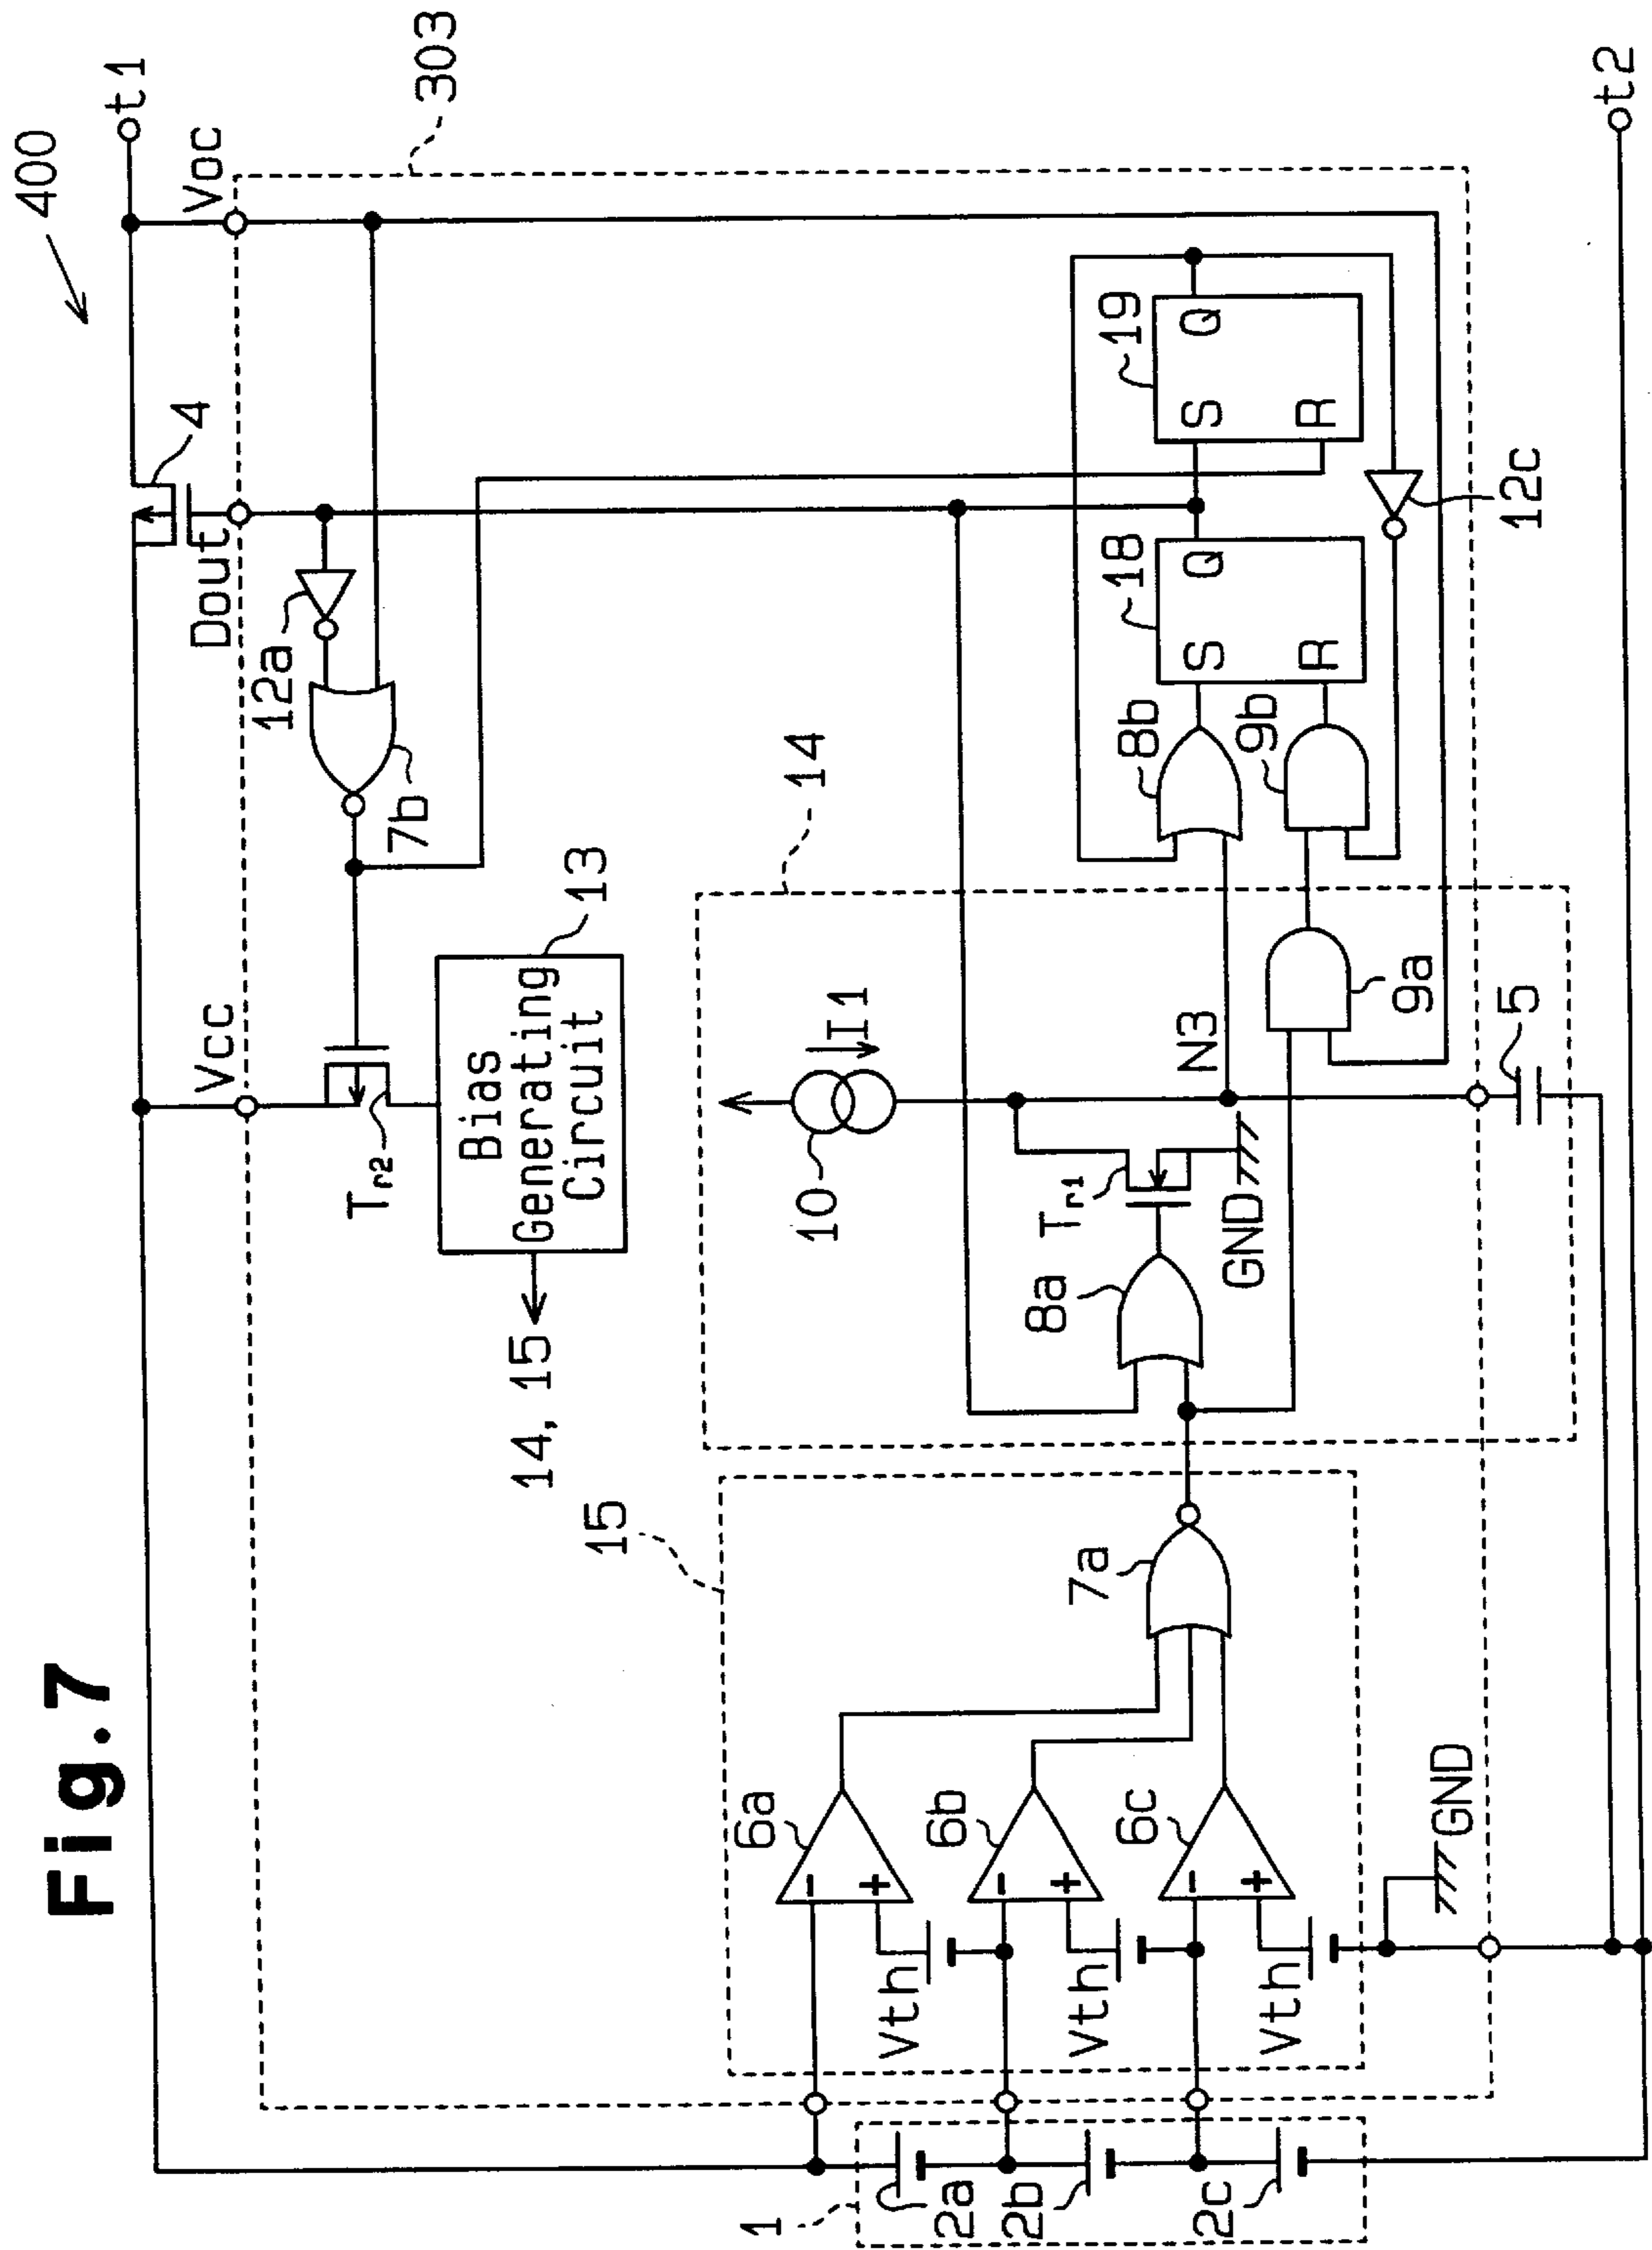 Fig.7
400
t1
Voc
303
4
Dout
12a
7b
Vcc
Tr2
13
Bias
Generating
Circuit
14, 15
14
15
10
I1
N3
Tr1
GND
8a
8b
9b
9a
5
18
S
Q
R
19
S
Q
R
12c
7a
6a
-
+
Vth
6b
-
+
Vth
6c
-
+
Vth
GND
1
2a
2b
2c
t2